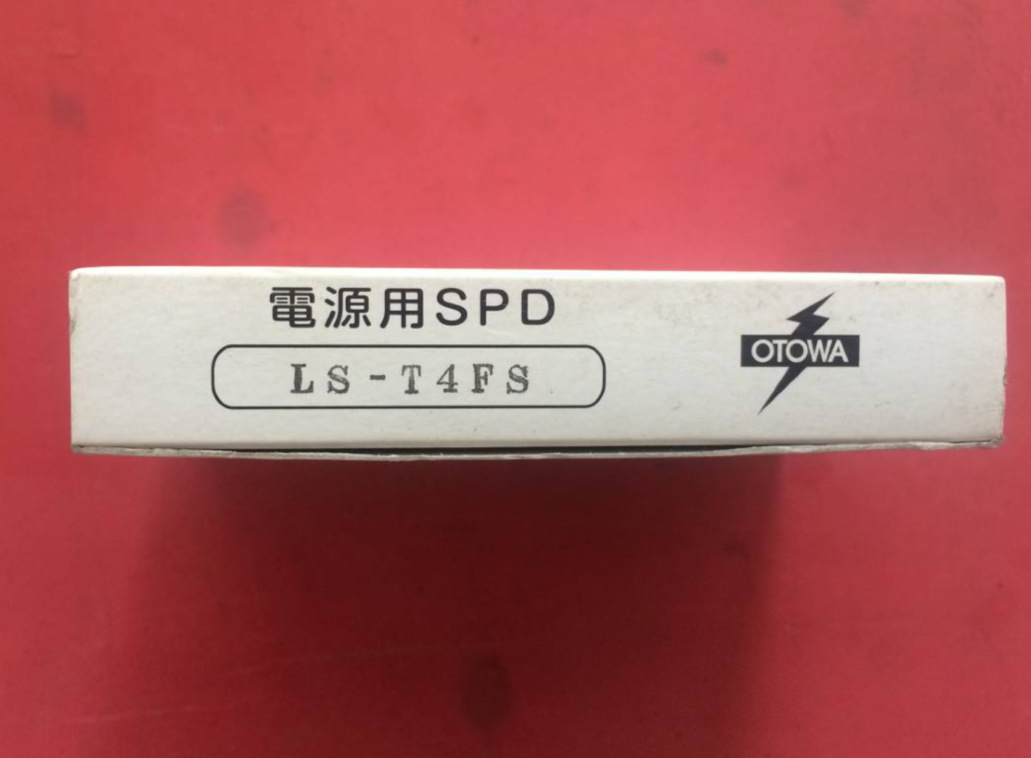 電源用SPD
LS-T4FS
OTOWA